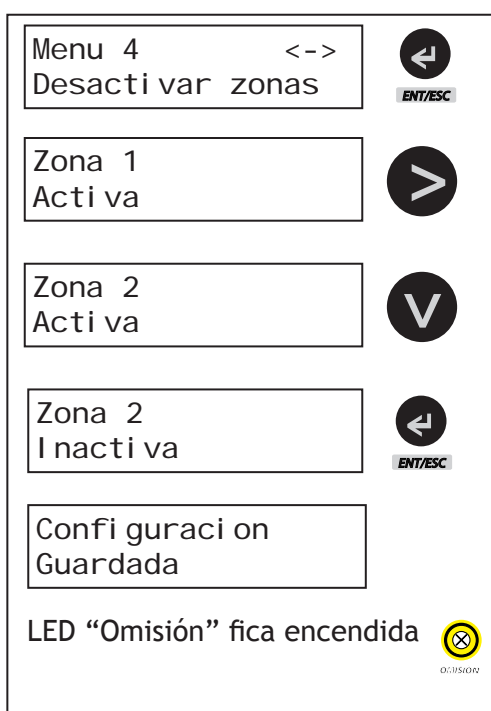 Menu 4 <->
Desactivar zonas
ENT/ESC
Zona 1
Activa
>
Zona 2
Activa
V
Zona 2
Inactiva
ENT/ESC
Configuracion
Guardada
LED “Omisión” fica encendida
OMISION